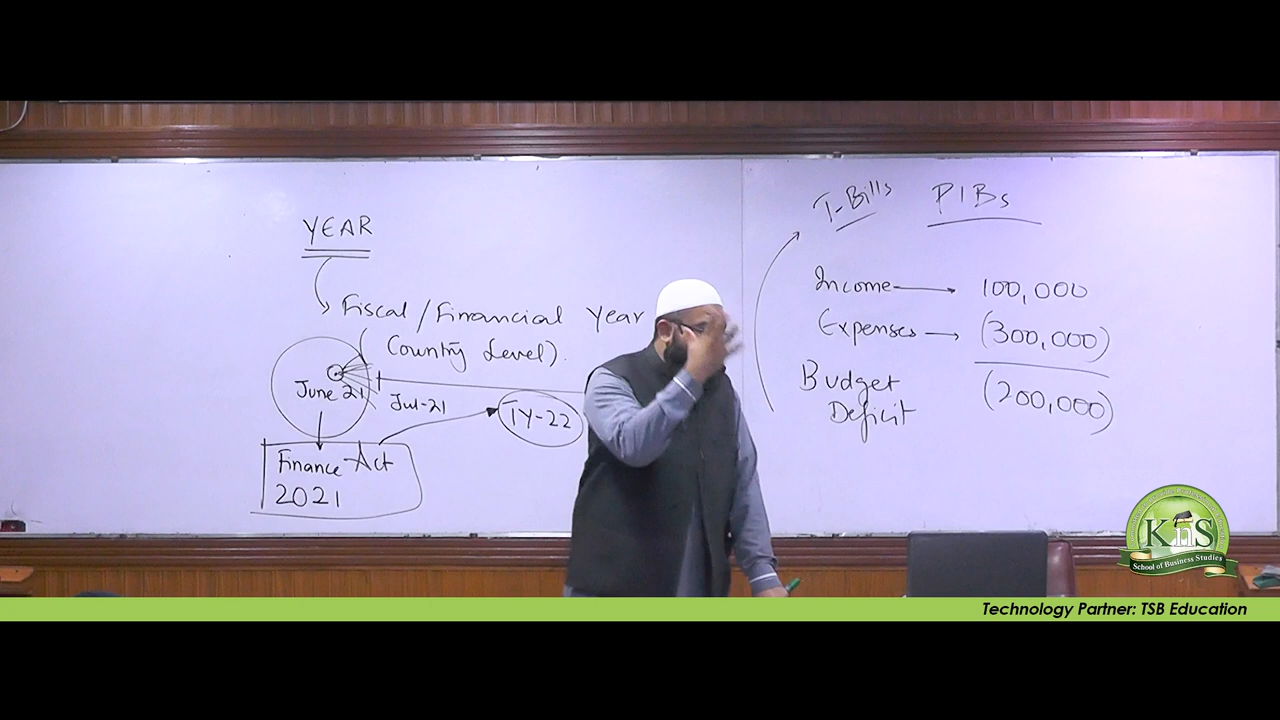 YEAR
Fiscal / Financial Year
(Country Level).
June 21
Jul-21
TY-22
Finance Act
2021
T-Bills PIBs
Income → 100,000
Expenses → (300,000)
Budget
Deficit
(200,000)
KnS
School of Business Studies
Technology Partner: TSB Education